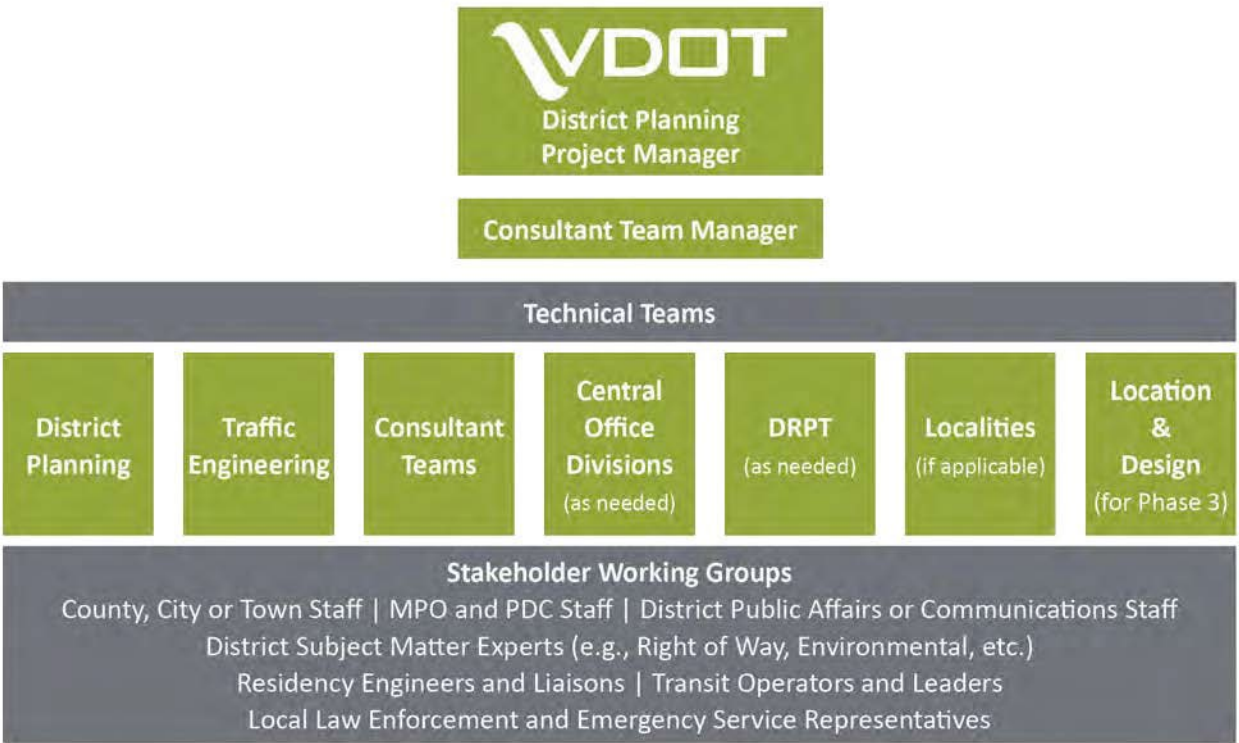 VDOT
District Planning
Project Manager
Consultant Team Manager
Technical Teams
District
Planning
Traffic
Engineering
Consultant
Teams
Central
Office
Divisions
(as needed)
DRPT
(as needed)
Localities
(if applicable)
Location
&
Design
(for Phase 3)
Stakeholder Working Groups
County, City or Town Staff | MPO and PDC Staff | District Public Affairs or Communications Staff
District Subject Matter Experts (e.g., Right of Way, Environmental, etc.)
Residency Engineers and Liaisons | Transit Operators and Leaders
Local Law Enforcement and Emergency Service Representatives